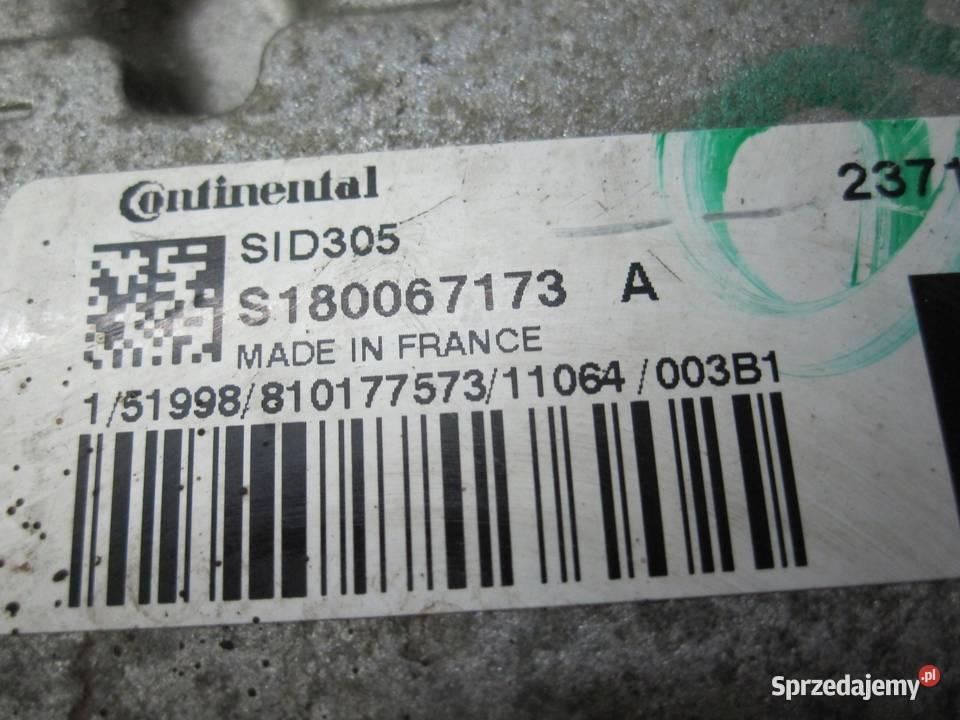 Continental
2371
SID305
S180067173 A
MADE IN FRANCE
1/51998/810177573/11064/003B1
Sprzedajemy.pl